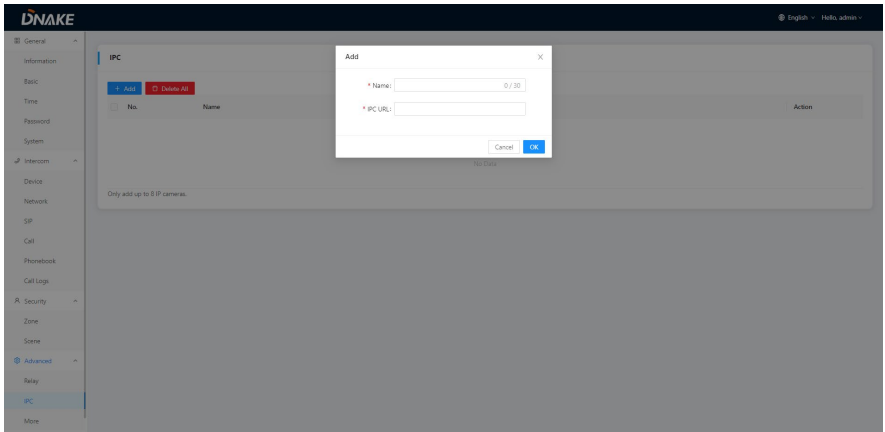 DNAKE
English Hello, admin
General
Information
Basic
Time
Password
System
Intercom
Device
Network
SIP
Call
Phonebook
Call Logs
Security
Zone
Scene
Advanced
Relay
IPC
More
IPC
+ Add Delete All
No. Name Action
No Data
Only add up to 8 IP cameras.
Add
* Name: 0 / 30
* IPC URL:
Cancel OK